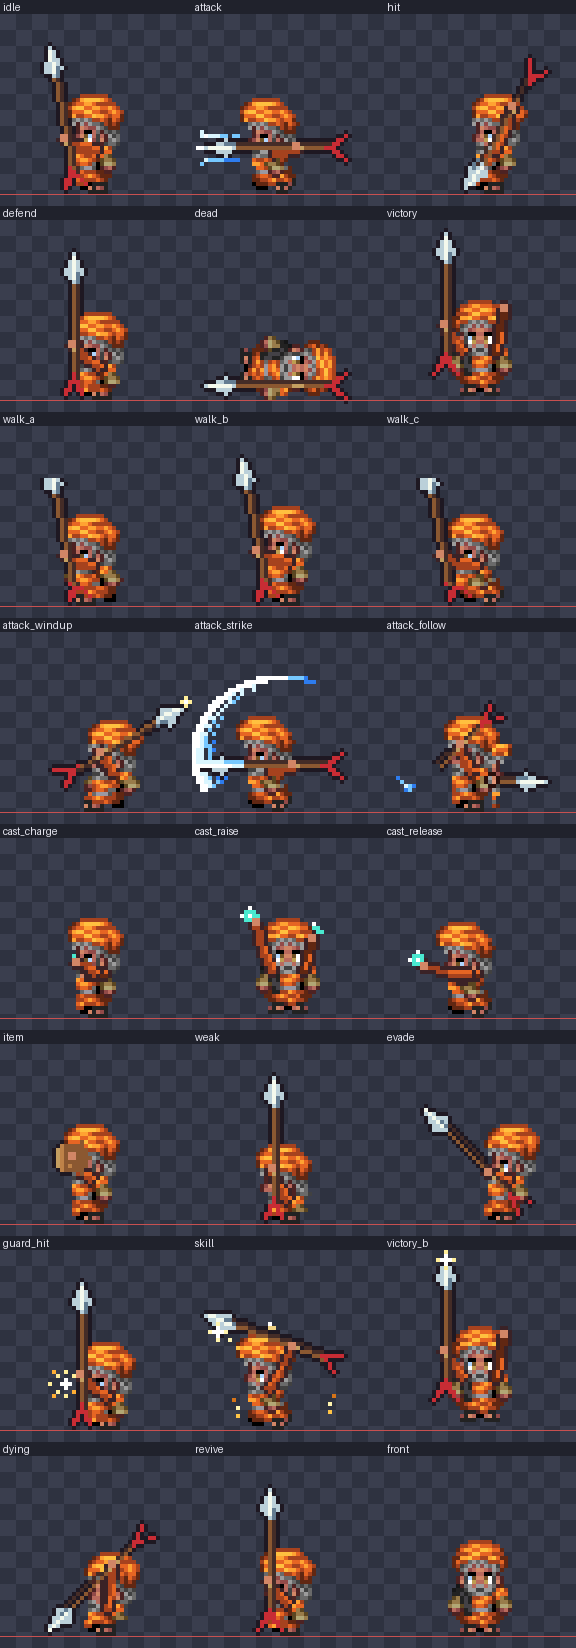 idle attack hit
defend dead victory
walk_a walk_b walk_c
attack_windup attack_strike attack_follow
cast_charge cast_raise cast_release
item weak evade
guard_hit skill victory_b
dying revive front